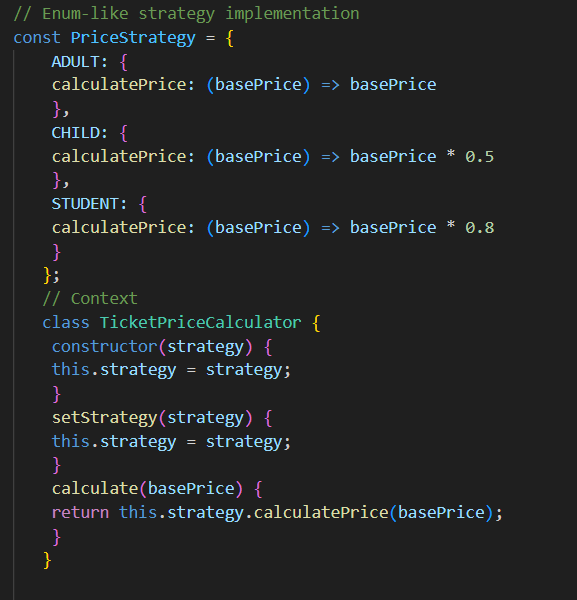 // Enum-like strategy implementation
const PriceStrategy = {
ADULT: {
calculatePrice: (basePrice) => basePrice
},
CHILD: {
calculatePrice: (basePrice) => basePrice * 0.5
},
STUDENT: {
calculatePrice: (basePrice) => basePrice * 0.8
}
};
// Context
class TicketPriceCalculator {
constructor(strategy) {
this.strategy = strategy;
}
setStrategy(strategy) {
this.strategy = strategy;
}
calculate(basePrice) {
return this.strategy.calculatePrice(basePrice);
}
}